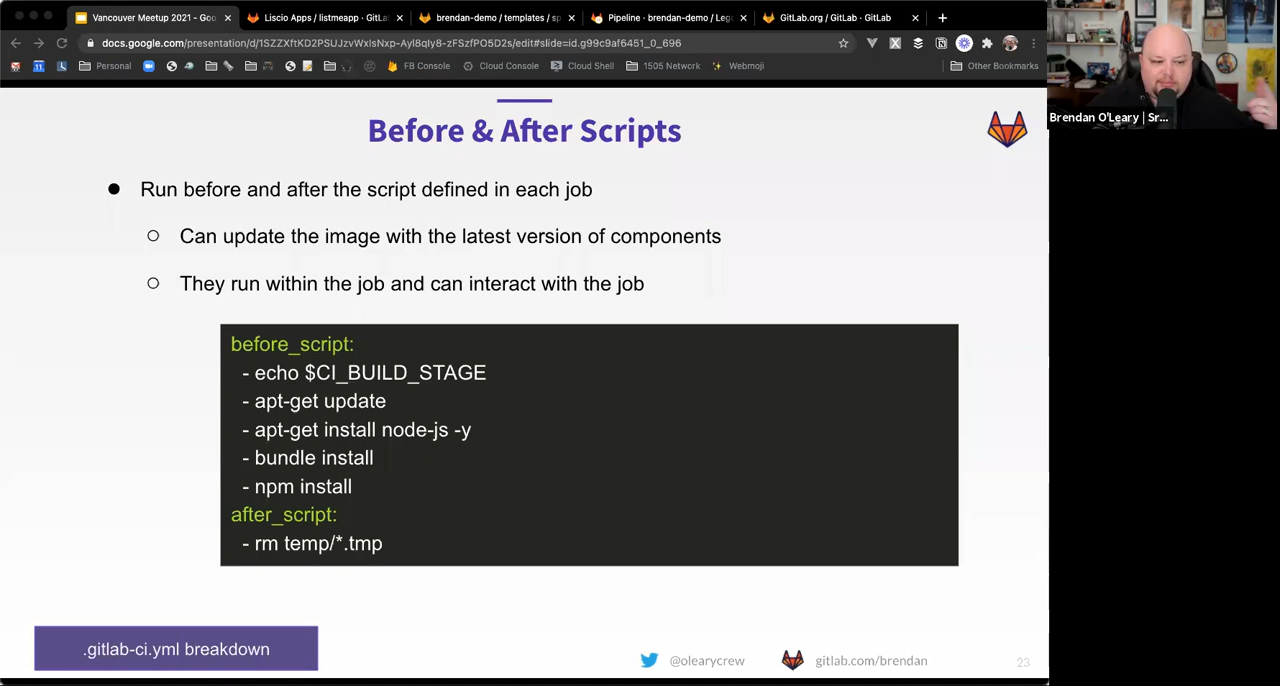 Vancouver Meetup 2021 - Goo
Liscio Apps / listmeapp · GitLa
brendan-demo / templates / sp
Pipeline · brendan-demo / Leg
GitLab.org / GitLab · GitLab
docs.google.com/presentation/d/1SZZXftKD2PSUJzvWxlsNxp-Ayl8qly8-zFSzfPO5D2s/edit#slide=id.g99c9af6451_0_696
Personal
FB Console
Cloud Console
Cloud Shell
1505 Network
Webmoji
Other Bookmarks
Brendan O'Leary | Sr...
Before & After Scripts
● Run before and after the script defined in each job
○ Can update the image with the latest version of components
○ They run within the job and can interact with the job
before_script:
- echo $CI_BUILD_STAGE
- apt-get update
- apt-get install node-js -y
- bundle install
- npm install
after_script:
- rm temp/*.tmp
.gitlab-ci.yml breakdown
@olearycrew
gitlab.com/brendan
23